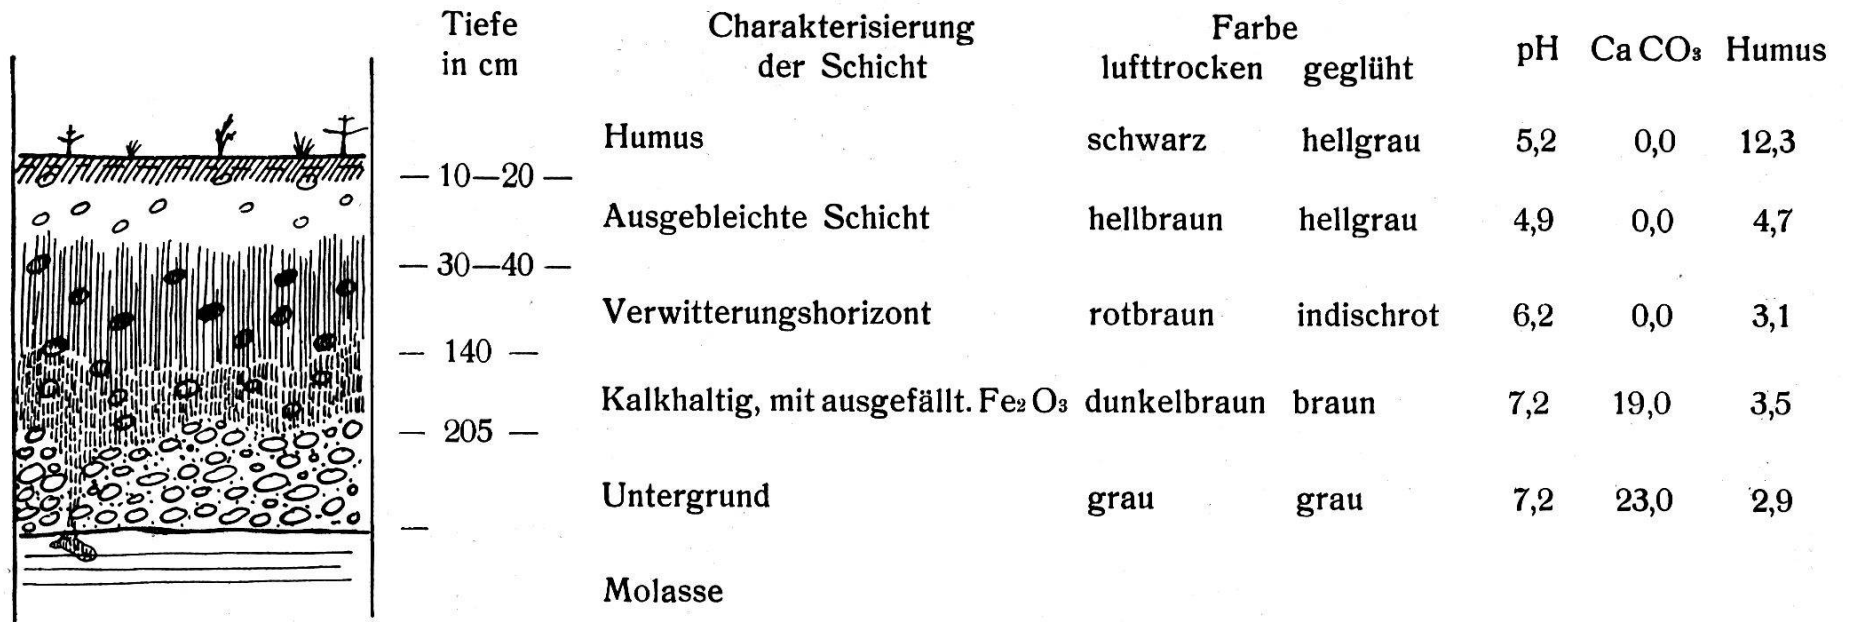 Tiefe in cm Charakterisierung der Schicht Farbe
lufttrocken geglüht pH CaCO₃ Humus
Humus schwarz hellgrau 5,2 0,0 12,3
— 10—20 —
Ausgebleichte Schicht hellbraun hellgrau 4,9 0,0 4,7
— 30—40 —
Verwitterungshorizont rotbraun indischrot 6,2 0,0 3,1
— 140 —
Kalkhaltig, mit ausgefällt. Fe₂O₃ dunkelbraun braun 7,2 19,0 3,5
— 205 —
Untergrund grau grau 7,2 23,0 2,9
—
Molasse